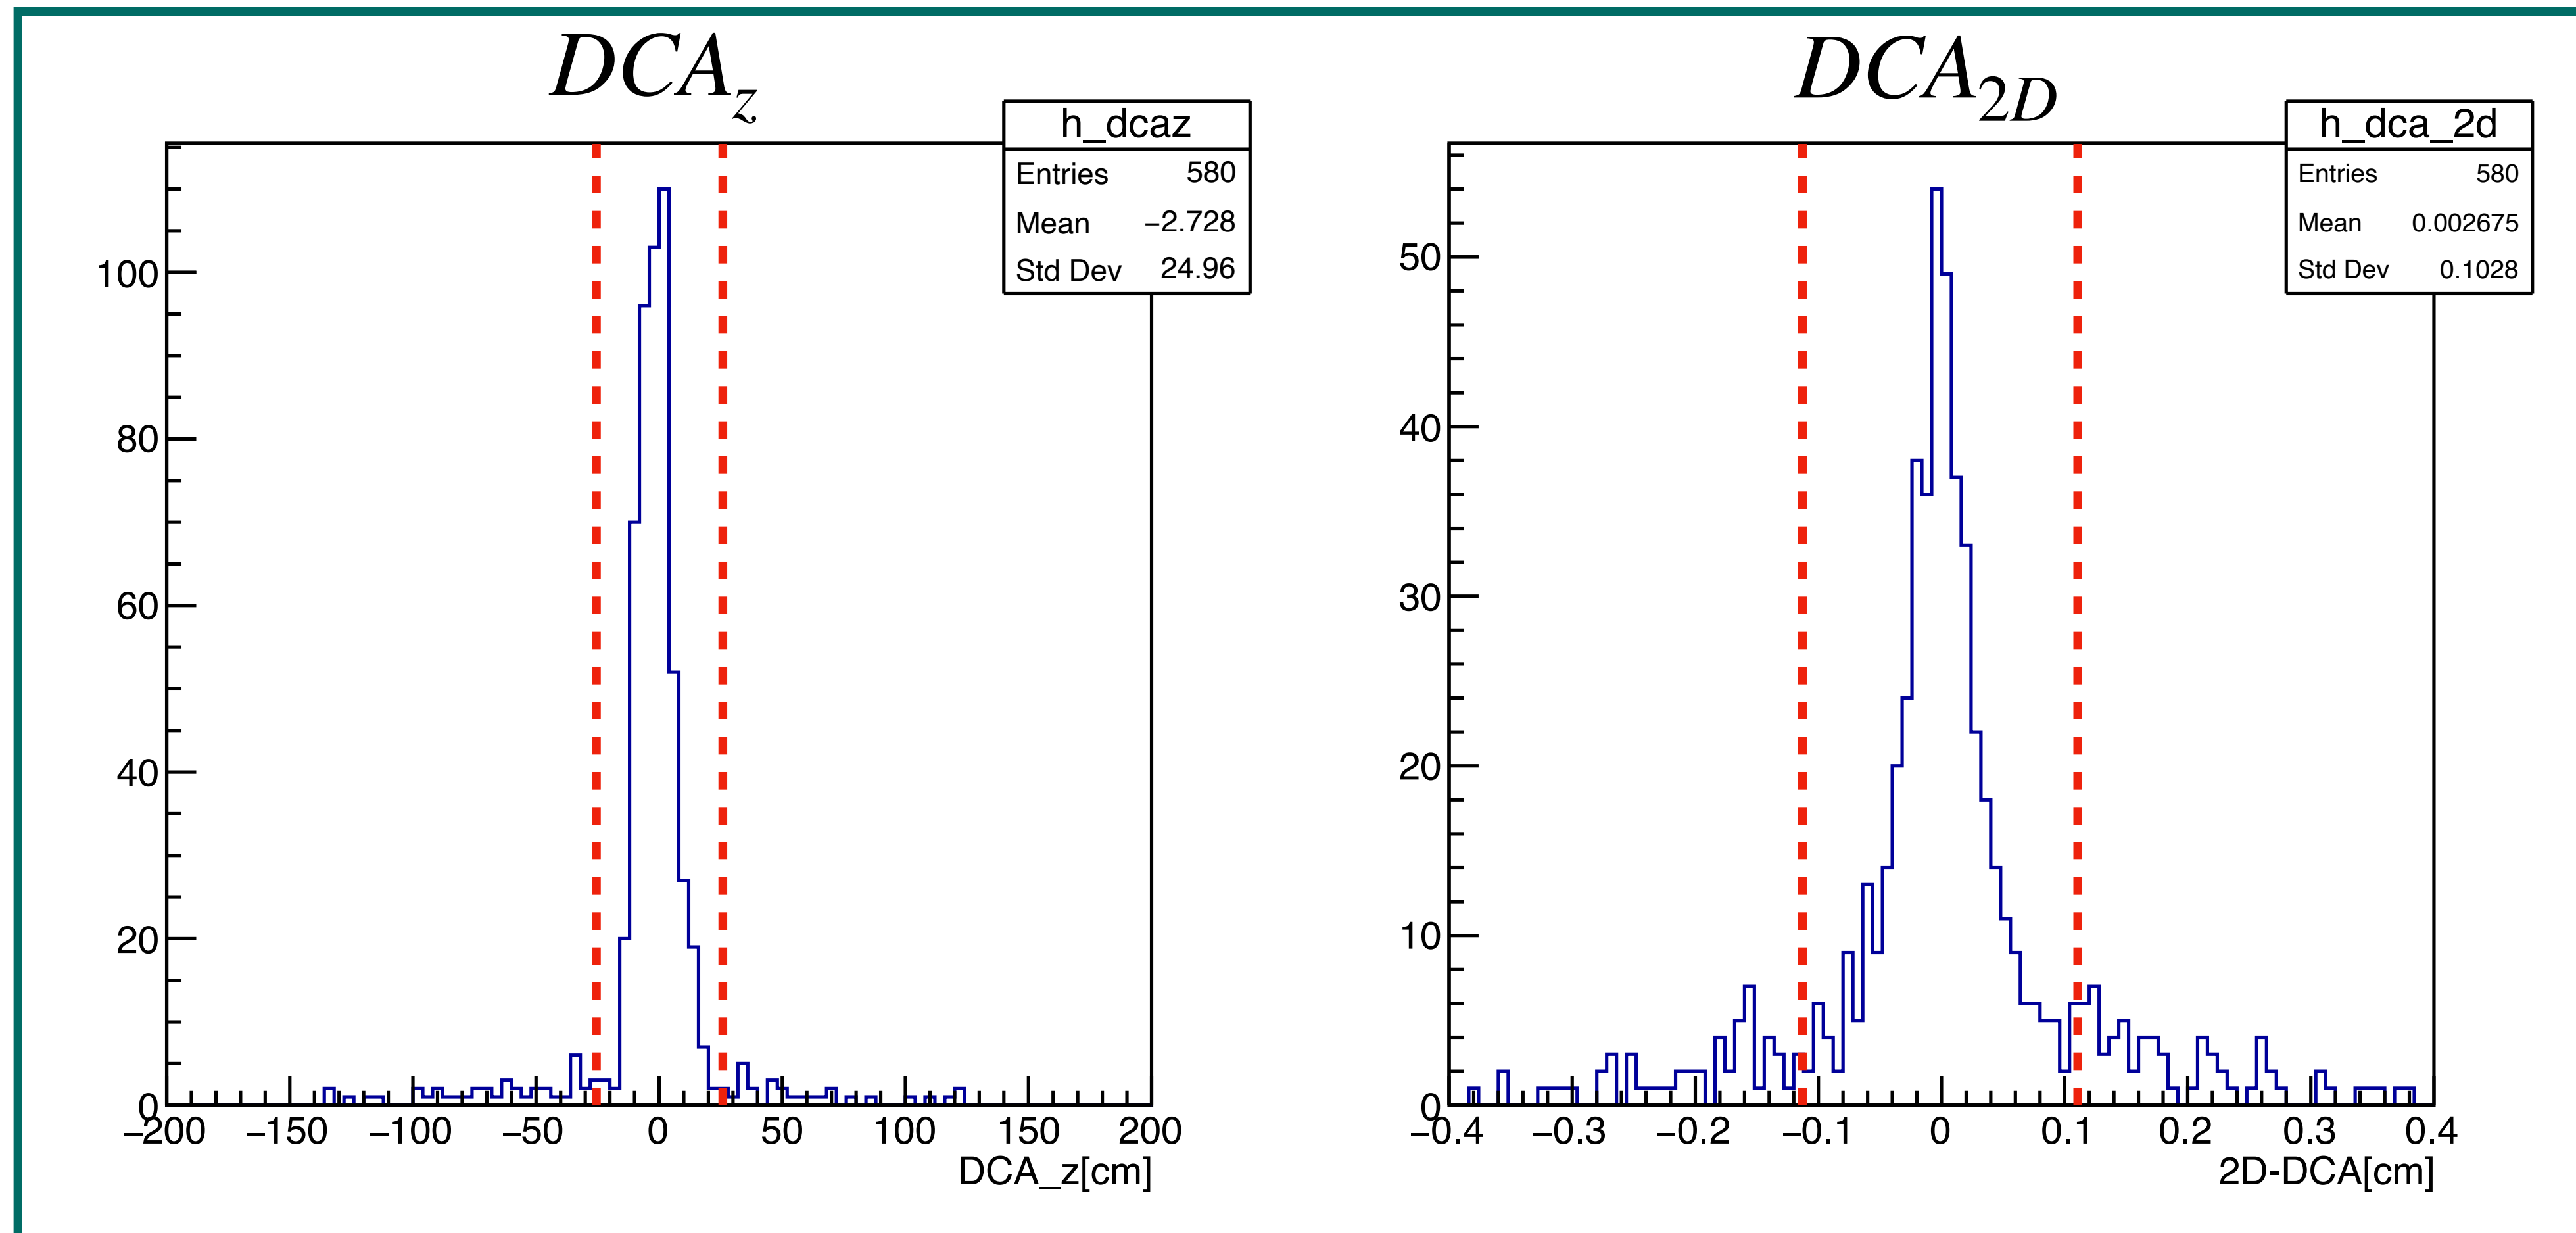 DCAz
h_dcaz
Entries 580
Mean −2.728
Std Dev 24.96
100
80
60
40
20
0
−200 −150 −100 −50 0 50 100 150 200
DCA_z[cm]
DCA2D
h_dca_2d
Entries 580
Mean 0.002675
Std Dev 0.1028
50
40
30
20
10
0
−0.4 −0.3 −0.2 −0.1 0 0.1 0.2 0.3 0.4
2D-DCA[cm]